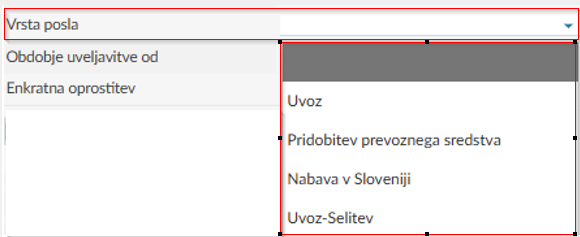 Vrsta posla
Obdobje uveljavitve od
Enkratna oprostitev
Uvoz
Pridobitev prevoznega sredstva
Nabava v Sloveniji
Uvoz-Selitev